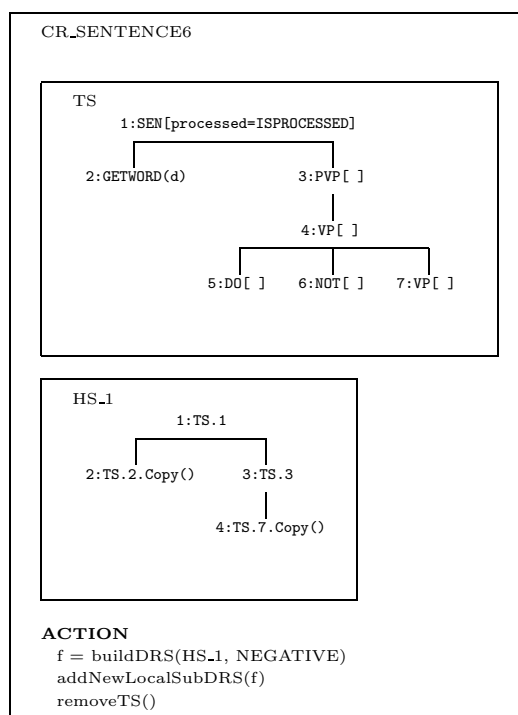 CR_SENTENCE6
TS
1:SEN[processed=ISPROCESSED]
2:GETWORD(d) 3:PVP[ ]
4:VP[ ]
5:DO[ ] 6:NOT[ ] 7:VP[ ]
HS_1
1:TS.1
2:TS.2.Copy() 3:TS.3
4:TS.7.Copy()
ACTION
f = buildDRS(HS_1, NEGATIVE)
addNewLocalSubDRS(f)
removeTS()